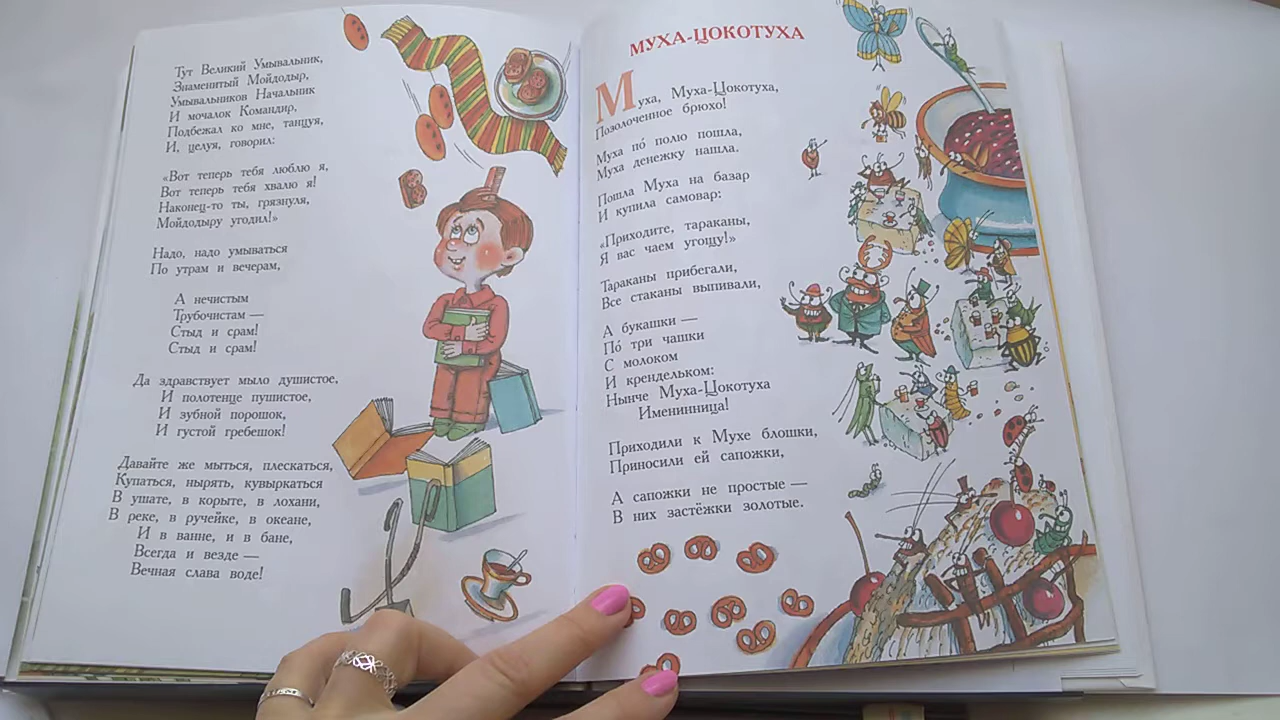 Тут Великий Умывальник,
Знаменитый Мойдодыр,
Умывальников Начальник
И мочалок Командир,
Подбежал ко мне, танцуя,
И, целуя, говорил:
«Вот теперь тебя люблю я,
Вот теперь тебя хвалю я!
Наконец-то ты, грязнуля,
Мойдодыру угодил!»
Надо, надо умываться
По утрам и вечерам,
А нечистым
Трубочистам —
Стыд и срам!
Стыд и срам!
Да здравствует мыло душистое,
И полотенце пушистое,
И зубной порошок,
И густой гребешок!
Давайте же мыться, плескаться,
Купаться, нырять, кувыркаться
В ушате, в корыте, в лохани,
В реке, в ручейке, в океане,
И в ванне, и в бане,
Всегда и везде —
Вечная слава воде!
МУХА-ЦОКОТУХА
Муха, Муха-Цокотуха,
Позолоченное брюхо!
Муха по́ полю пошла,
Муха денежку нашла.
Пошла Муха на базар
И купила самовар:
«Приходите, тараканы,
Я вас чаем угощу!»
Тараканы прибегали,
Все стаканы выпивали,
А букашки —
По́ три чашки
С молоком
И крендельком:
Нынче Муха-Цокотуха
Именинница!
Приходили к Мухе блошки,
Приносили ей сапожки,
А сапожки не простые —
В них застёжки золотые.